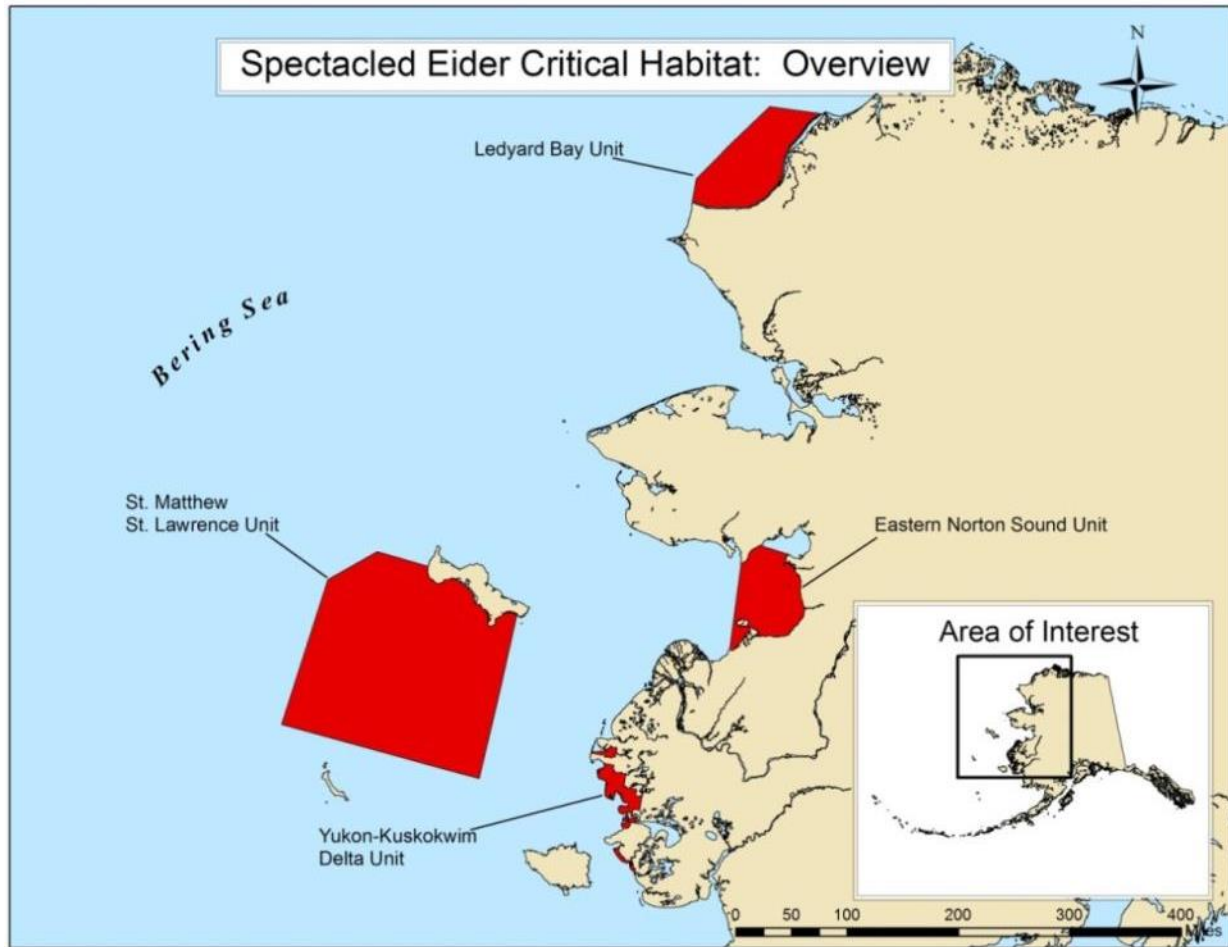 Spectacled Eider Critical Habitat: Overview
N
Ledyard Bay Unit
Bering Sea
St. Matthew
St. Lawrence Unit
Eastern Norton Sound Unit
Area of Interest
Yukon-Kuskokwim
Delta Unit
0 50 100 200 300 400
Miles